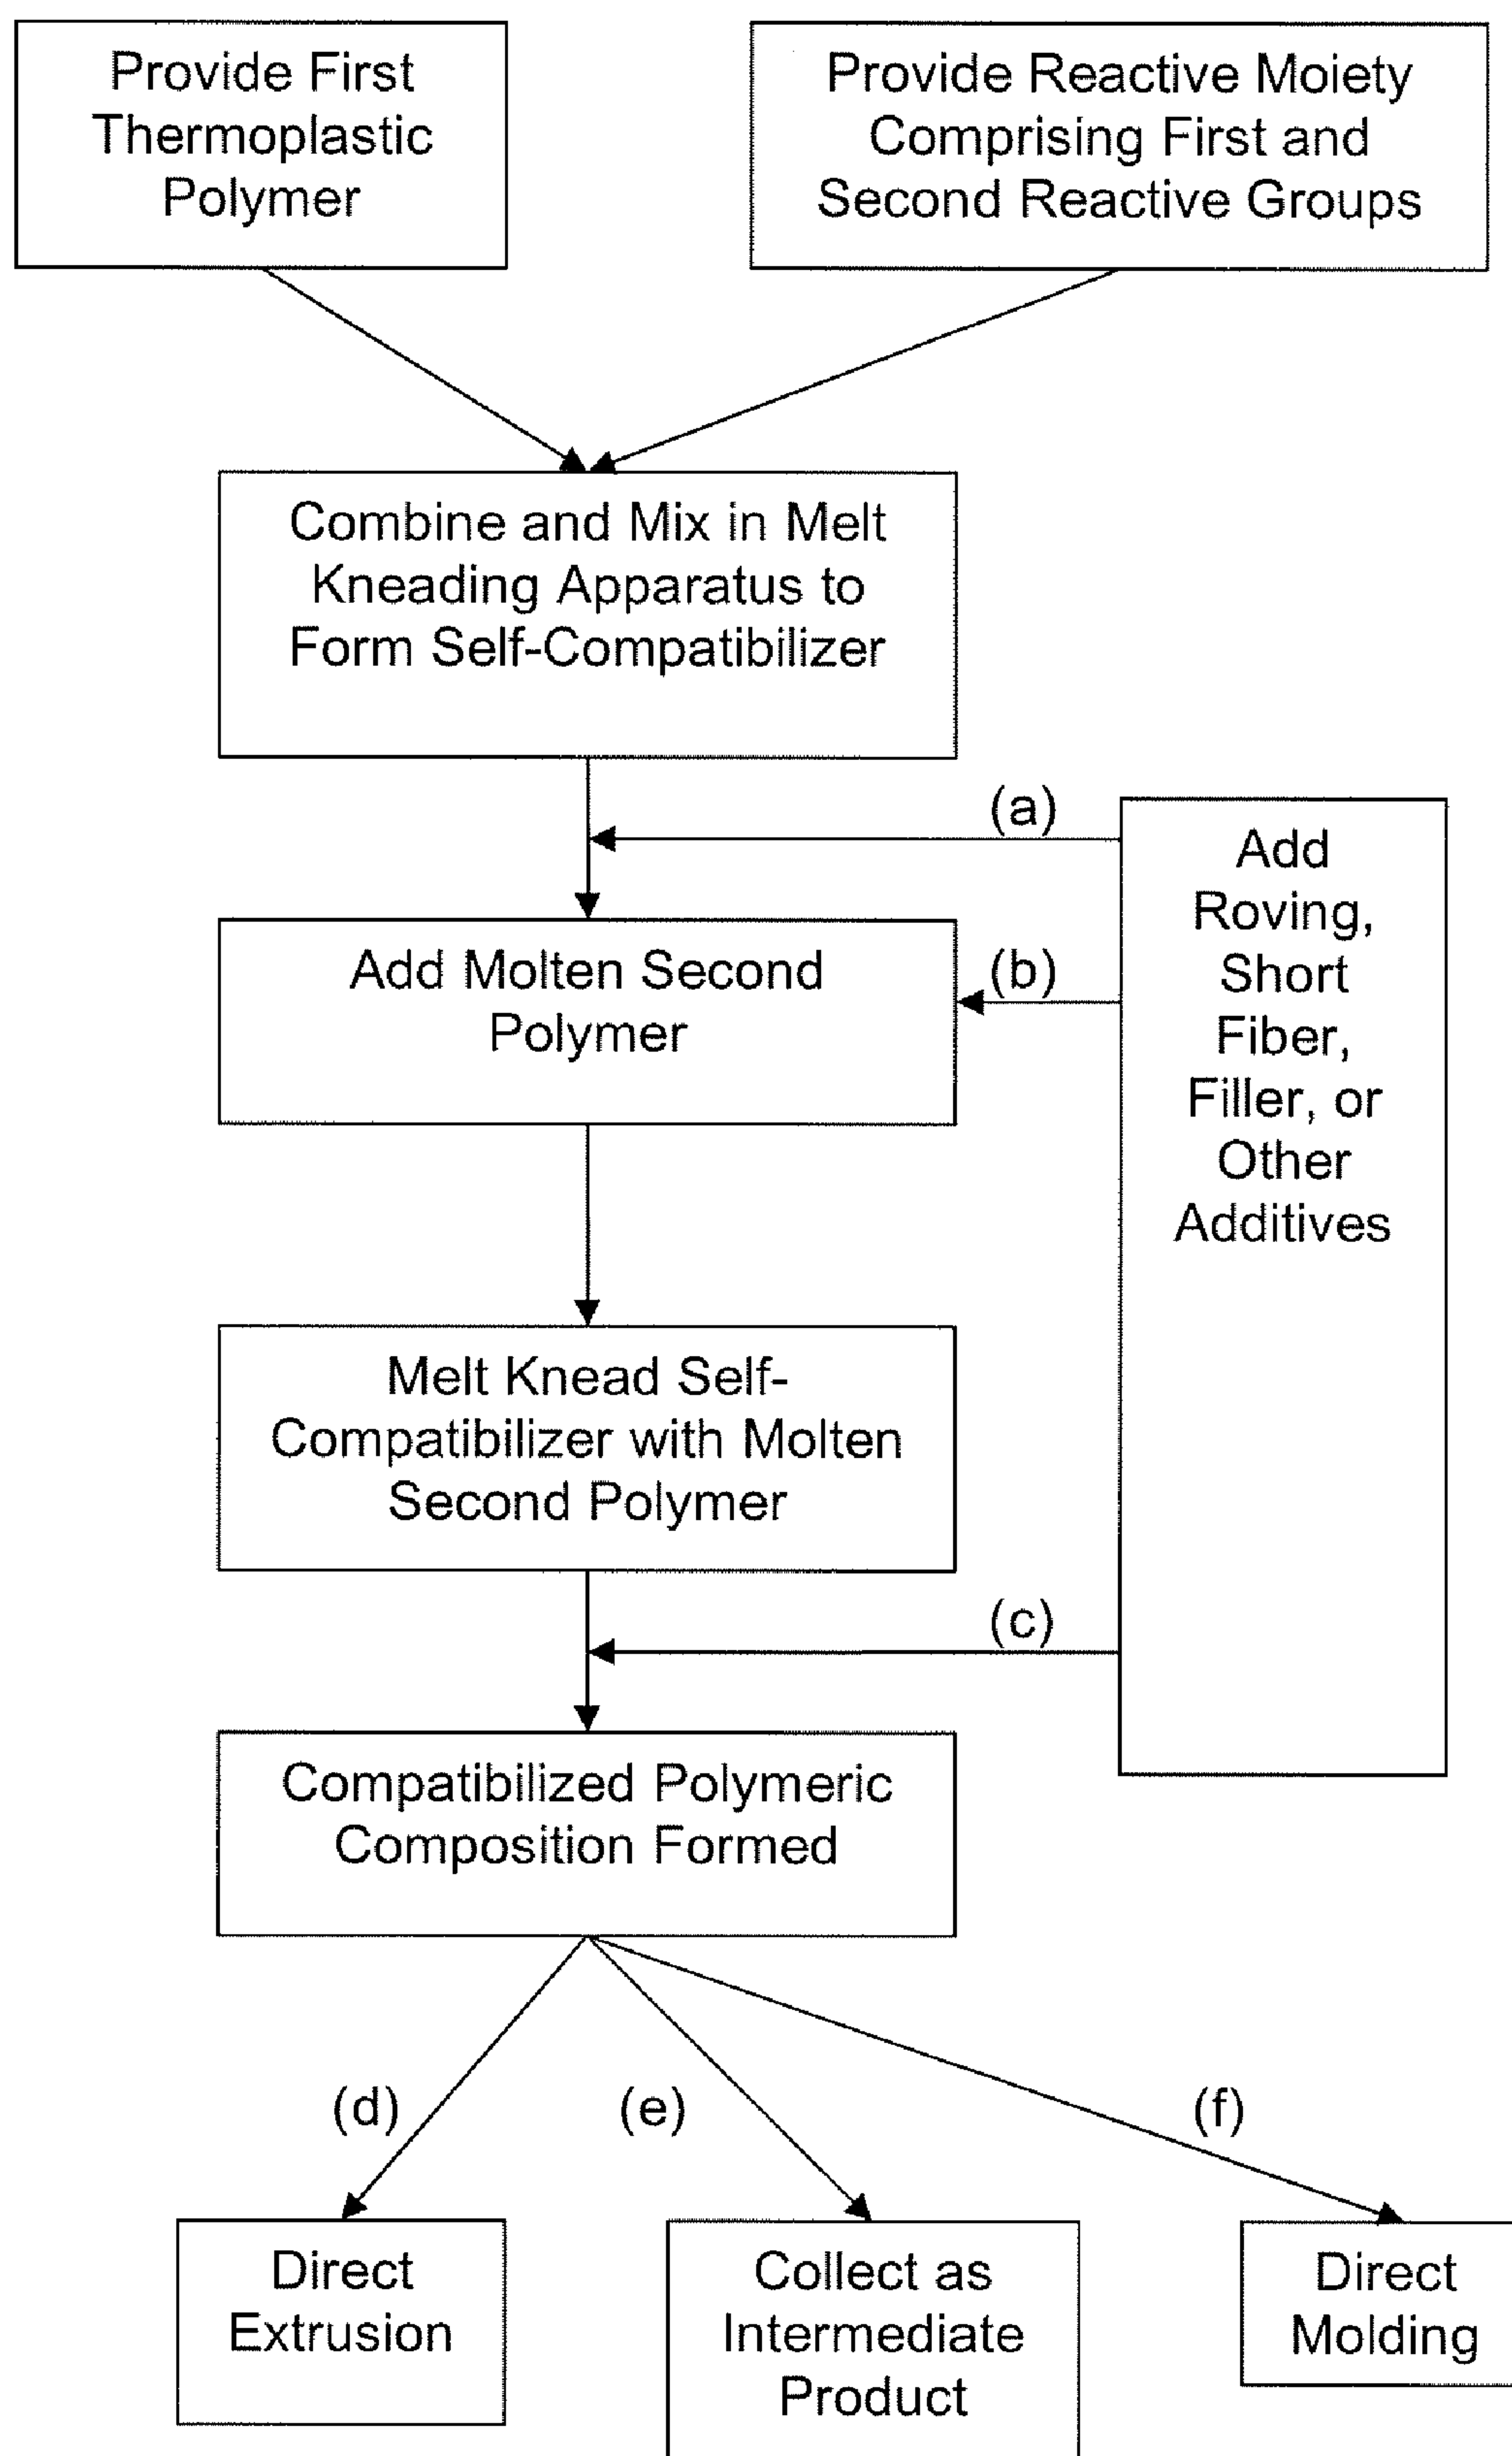 Provide First
Thermoplastic
Polymer
Provide Reactive Moiety
Comprising First and
Second Reactive Groups
Combine and Mix in Melt
Kneading Apparatus to
Form Self-Compatibilizer
(a)
Add
Roving,
Short
Fiber,
Filler, or
Other
Additives
Add Molten Second
Polymer
(b)
Melt Knead Self-
Compatibilizer with Molten
Second Polymer
(c)
Compatibilized Polymeric
Composition Formed
(d)
(e)
(f)
Direct
Extrusion
Collect as
Intermediate
Product
Direct
Molding